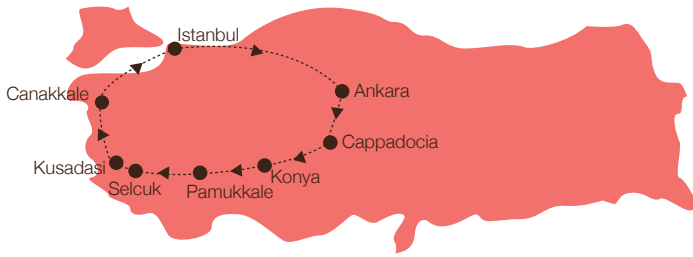 Istanbul
Canakkale
Ankara
Cappadocia
Kusadasi
Konya
Selcuk
Pamukkale